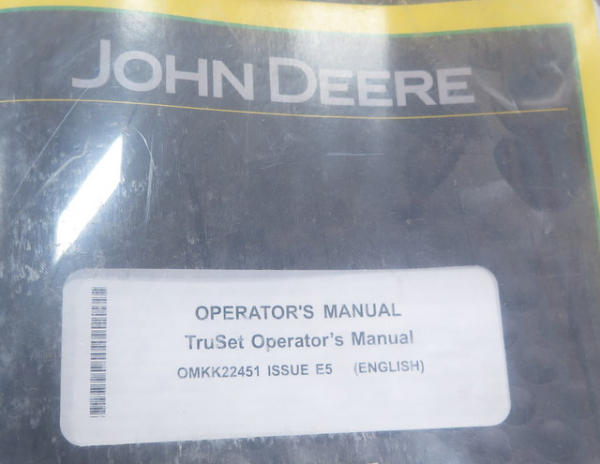 JOHN DEERE
OPERATOR'S MANUAL
TruSet Operator's Manual
OMKK22451 ISSUE E5 (ENGLISH)